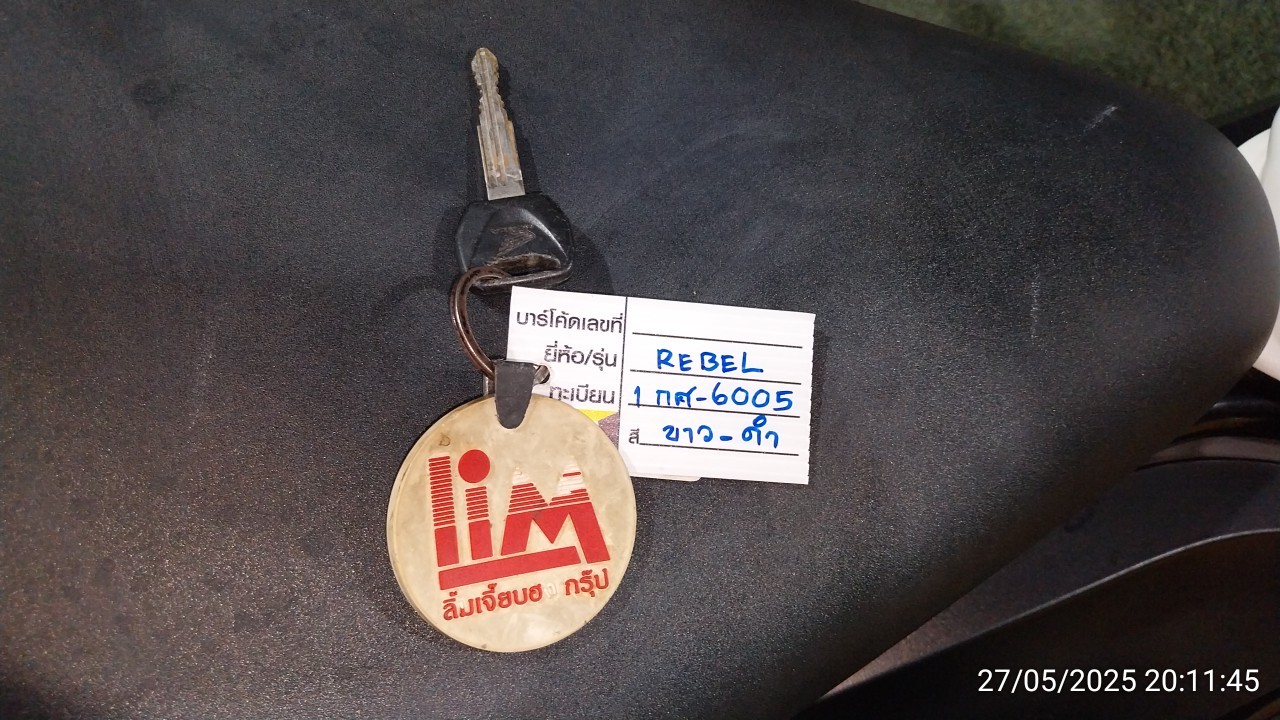 บาร์โค้ดเลขที่
ยี่ห้อ/รุ่น REBEL
ทะเบียน 1 กศ-6005
สี ขาว-ดำ
lim
ลิ้มเจี้ยบฮ กรุ๊ป
27/05/2025 20:11:45